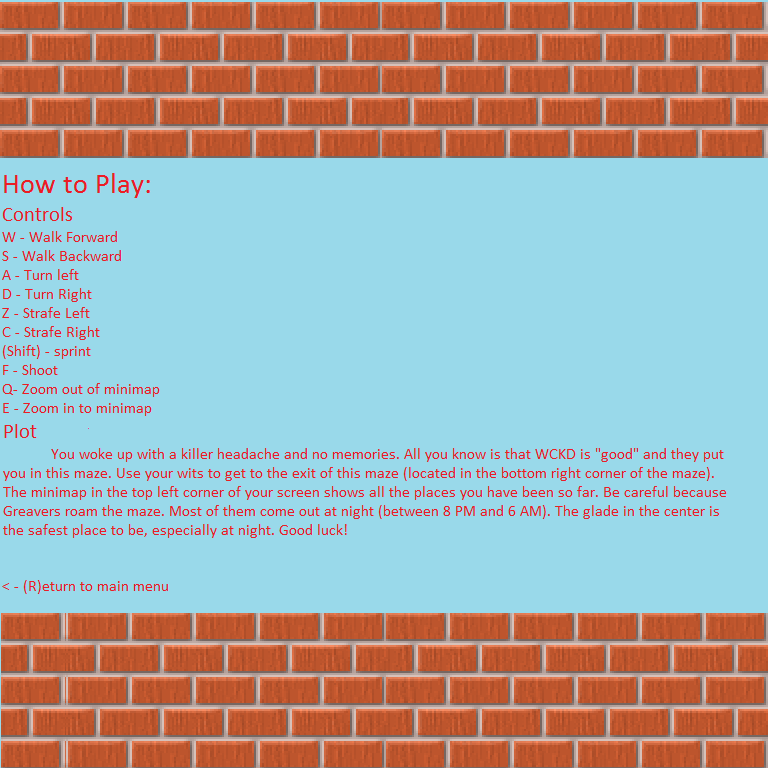 How to Play:
Controls
W - Walk Forward
S - Walk Backward
A - Turn left
D - Turn Right
Z - Strafe Left
C - Strafe Right
(Shift) - sprint
F - Shoot
Q- Zoom out of minimap
E - Zoom in to minimap
Plot
You woke up with a killer headache and no memories. All you know is that WCKD is "good" and they put
you in this maze. Use your wits to get to the exit of this maze (located in the bottom right corner of the maze).
The minimap in the top left corner of your screen shows all the places you have been so far. Be careful because
Greavers roam the maze. Most of them come out at night (between 8 PM and 6 AM). The glade in the center is
the safest place to be, especially at night. Good luck!
< - (R)eturn to main menu